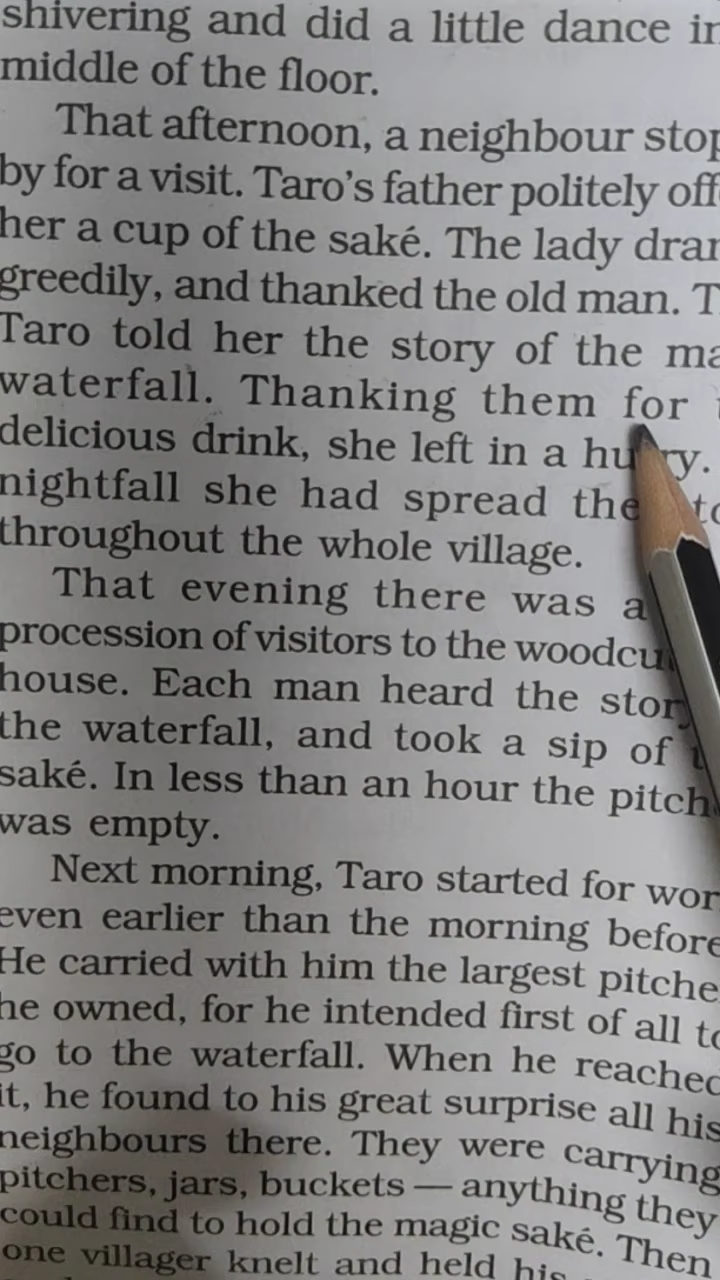 shivering and did a little dance in
middle of the floor.
That afternoon, a neighbour stop
by for a visit. Taro's father politely off
her a cup of the saké. The lady dran
greedily, and thanked the old man. T
Taro told her the story of the ma
waterfall. Thanking them for
delicious drink, she left in a
nightfall she had spread the
throughout the whole village.
That evening there was a
procession of visitors to the woodcu
house. Each man heard the story
the waterfall, and took a sip of
saké. In less than an hour the pitch
was empty.
Next morning, Taro started for wor
even earlier than the morning before
He carried with him the largest pitche
he owned, for he intended first of all to
go to the waterfall. When he reached
it, he found to his great surprise all his
neighbours there. They were carrying
pitchers, jars, buckets — anything they
could find to hold the magic saké. Then
one villager knelt and held his